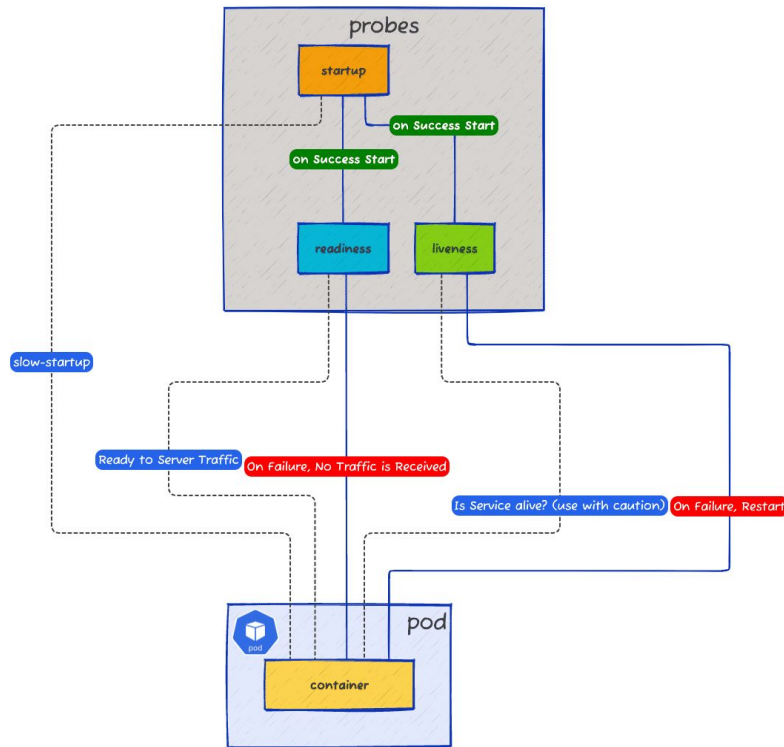 probes
startup
on Success Start
on Success Start
readiness
liveness
slow-startup
Ready to Server Traffic
On Failure, No Traffic is Received
Is Service alive? (use with caution)
On Failure, Restart
pod
pod
container